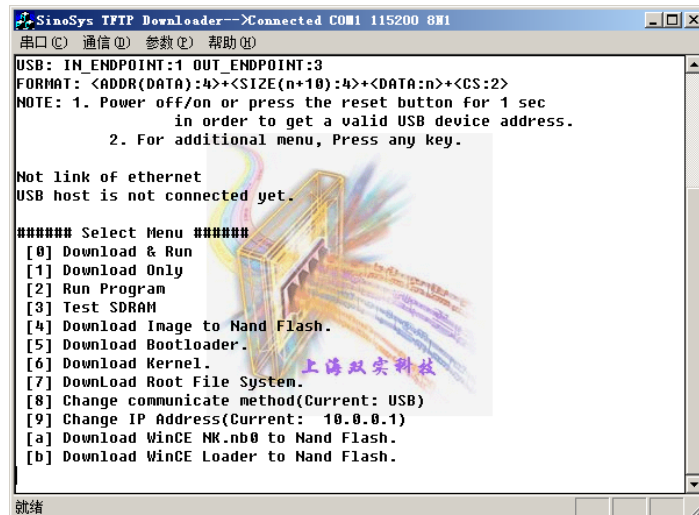 SinoSys TFTP Downloader-->Connected COM1 115200 8N1
串口(C) 通信(D) 参数(P) 帮助(H)
USB: IN_ENDPOINT:1 OUT_ENDPOINT:3
FORMAT: <ADDR(DATA):4>+<SIZE(n+10):4>+<DATA:n>+<CS:2>
NOTE: 1. Power off/on or press the reset button for 1 sec
in order to get a valid USB device address.
2. For additional menu, Press any key.
Not link of ethernet
USB host is not connected yet.
###### Select Menu ######
[0] Download & Run
[1] Download Only
[2] Run Program
[3] Test SDRAM
[4] Download Image to Nand Flash.
[5] Download Bootloader.
[6] Download Kernel.
上海双实科技
[7] DownLoad Root File System.
[8] Change communicate method(Current: USB)
[9] Change IP Address(Current: 10.0.0.1)
[a] Download WinCE NK.nb0 to Nand Flash.
[b] Download WinCE Loader to Nand Flash.
就绪